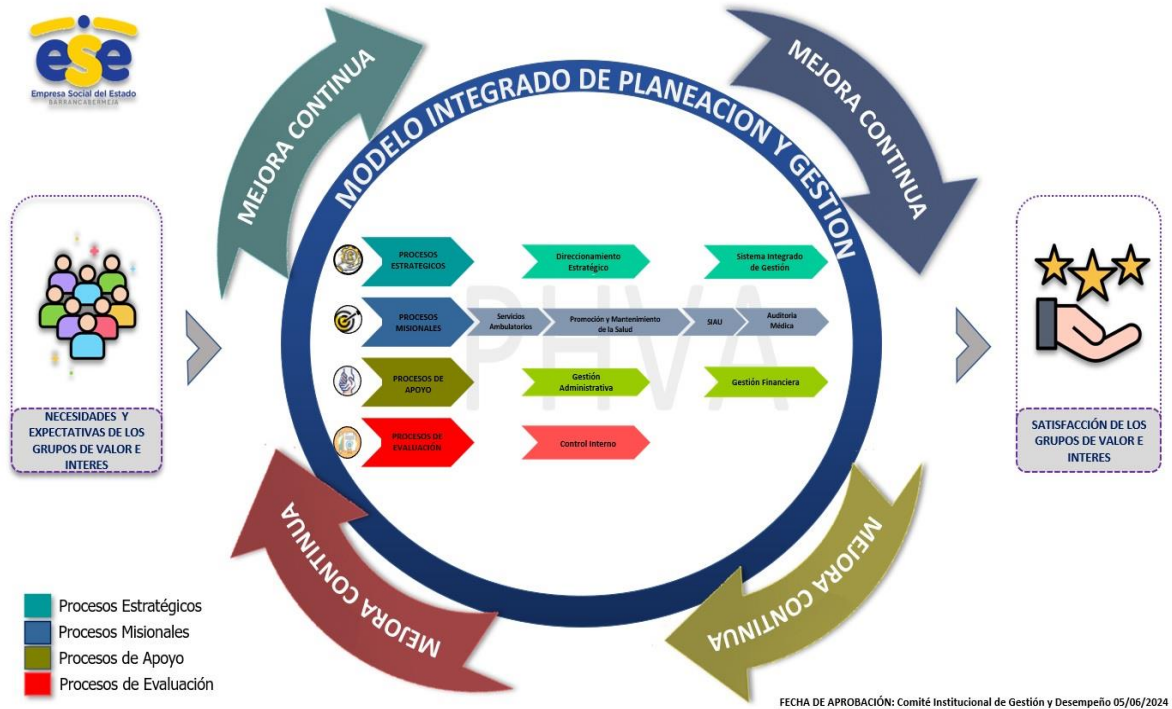 ese
Empresa Social del Estado
BARRANCABERMEJA
MEJORA CONTINUA
MEJORA CONTINUA
MODELO INTEGRADO DE PLANEACION Y GESTION
NECESIDADES Y
EXPECTATIVAS DE LOS
GRUPOS DE VALOR E
INTERES
PROCESOS
ESTRATEGICOS
Direccionamiento
Estratégico
Sistema Integrado
de Gestión
PROCESOS
MISIONALES
Servicios
Ambulatorios
Promoción y Mantenimiento
de la Salud
SIAU
Auditoria
Médica
PHVA
PROCESOS DE
APOYO
Gestión
Administrativa
Gestión Financiera
PROCESOS DE
EVALUACIÓN
Control Interno
SATISFACCIÓN DE LOS
GRUPOS DE VALOR E
INTERES
MEJORA CONTINUA
MEJORA CONTINUA
Procesos Estratégicos
Procesos Misionales
Procesos de Apoyo
Procesos de Evaluación
FECHA DE APROBACIÓN: Comité Institucional de Gestión y Desempeño 05/06/2024